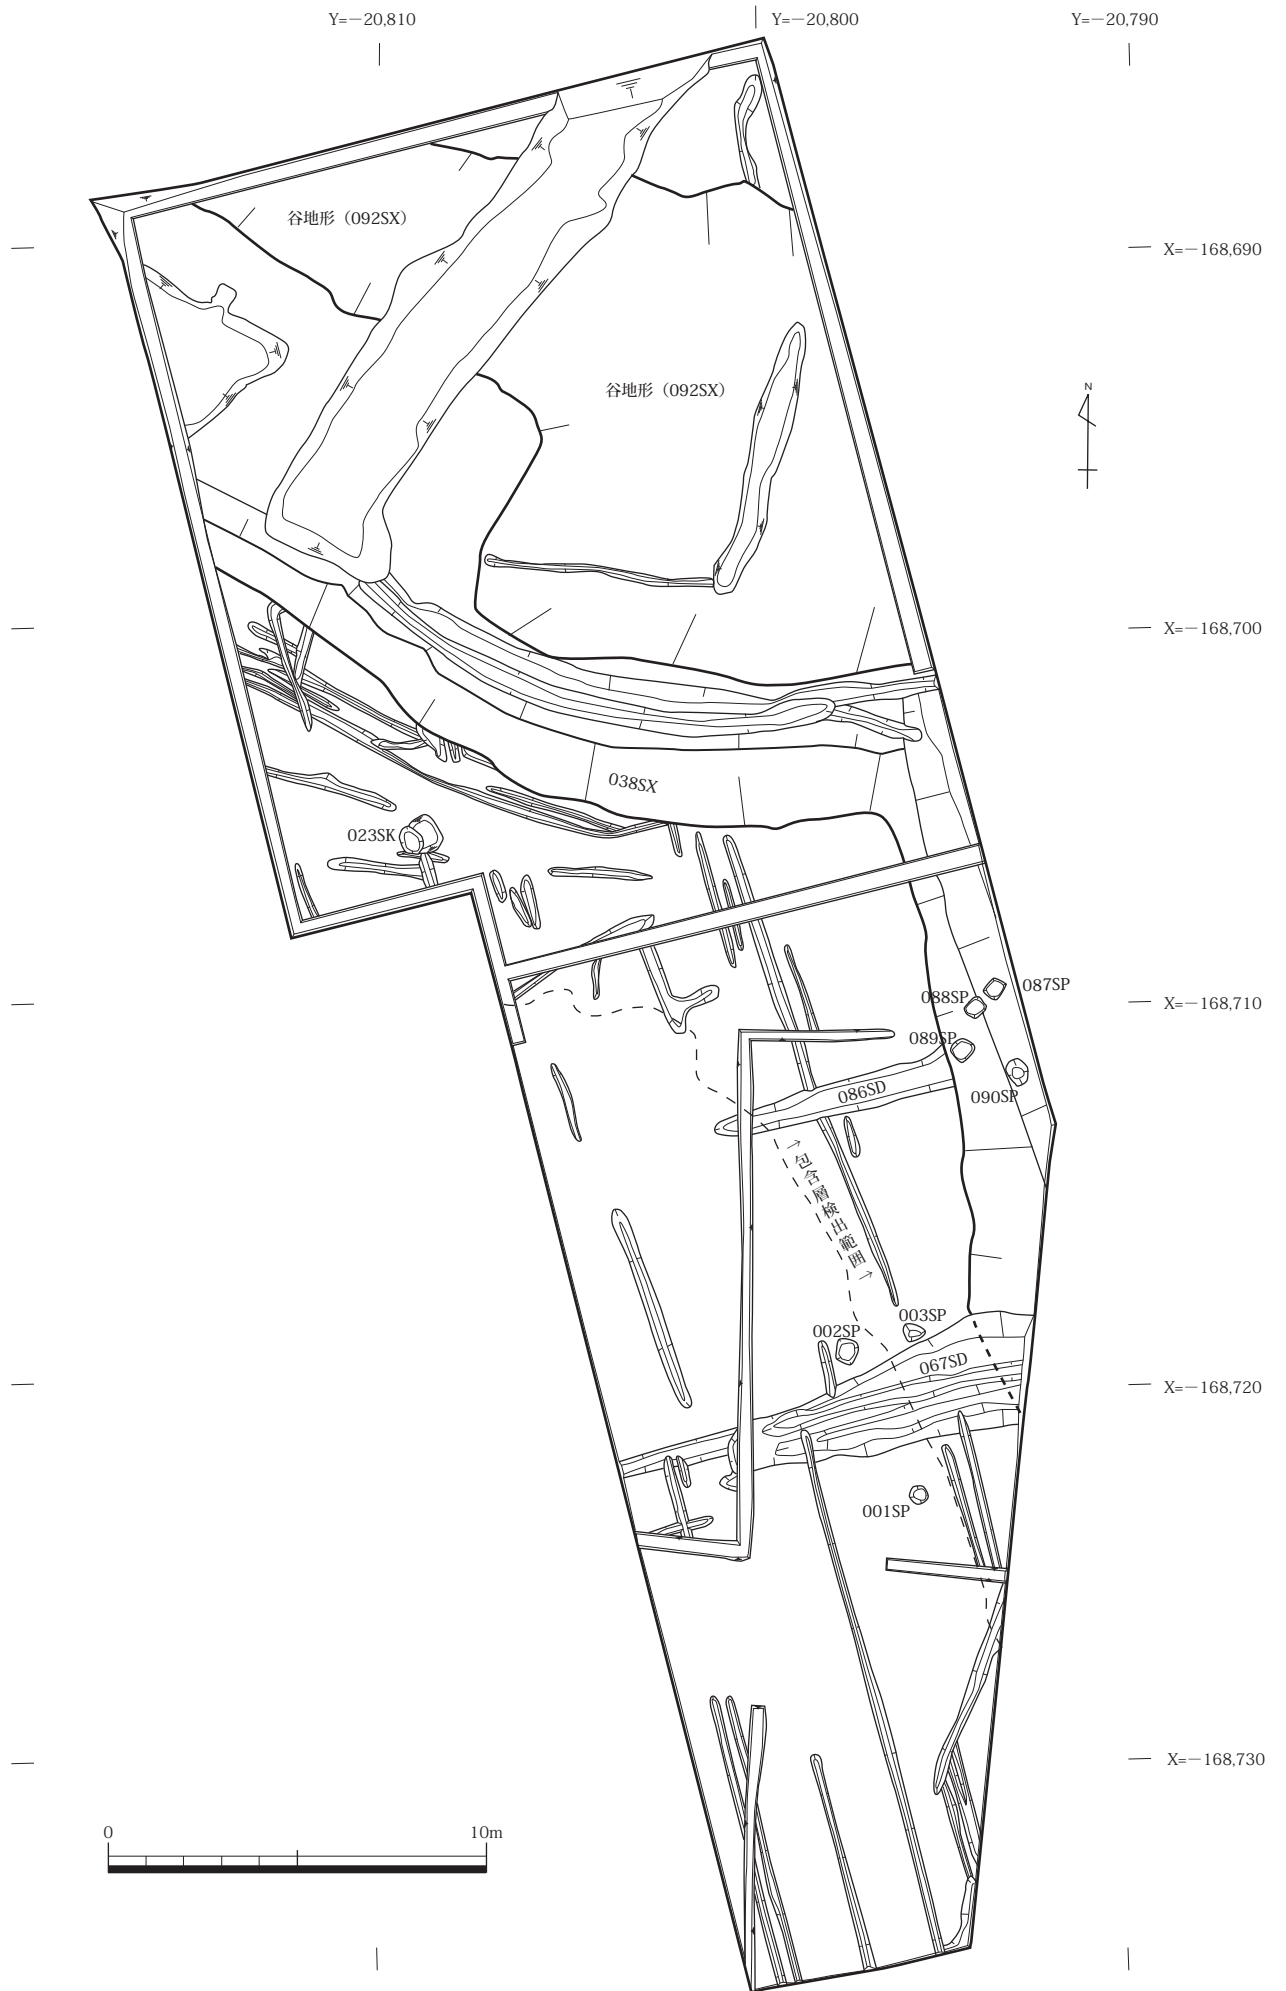 Y=－20,810
Y=－20,800
Y=－20,790
谷地形（092SX）
X=－168,690
谷地形（092SX）
N
X=－168,700
038SX
023SK
087SP
088SP
X=－168,710
089SP
086SD
090SP
→包含層検出範囲→
003SP
002SP
067SD
X=－168,720
001SP
X=－168,730
0
10m